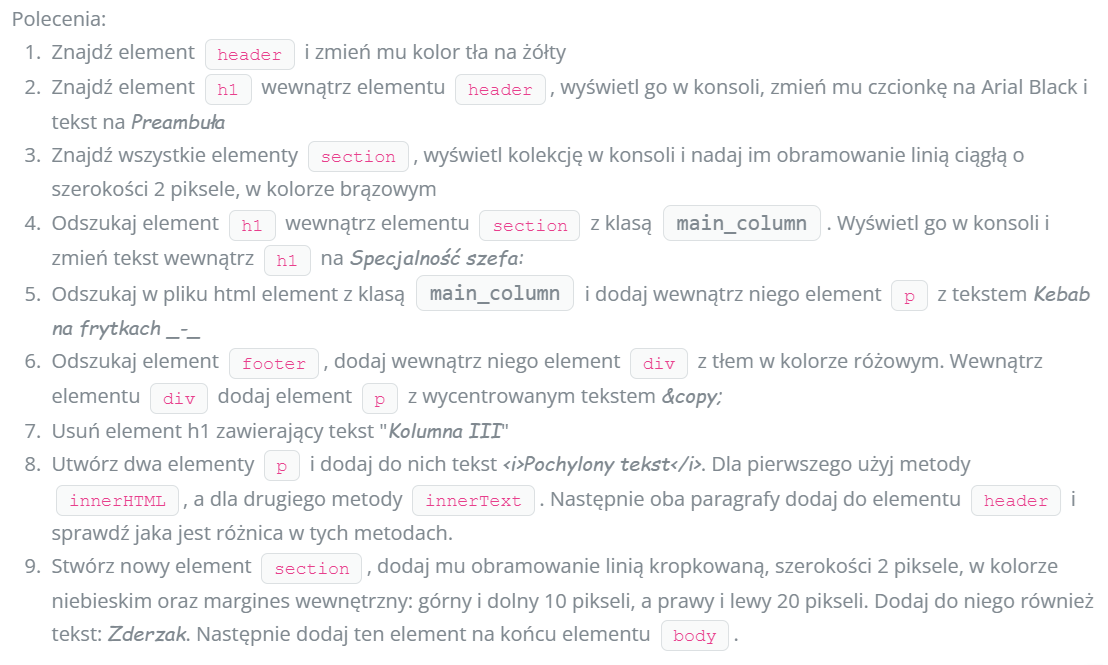 Polecenia:
1. Znajdź element header i zmień mu kolor tła na żółty
2. Znajdź element h1 wewnątrz elementu header, wyświetl go w konsoli, zmień mu czcionkę na Arial Black i
tekst na Preambuła
3. Znajdź wszystkie elementy section, wyświetl kolekcję w konsoli i nadaj im obramowanie linią ciągłą o
szerokości 2 piksele, w kolorze brązowym
4. Odszukaj element h1 wewnątrz elementu section z klasą main_column. Wyświetl go w konsoli i
zmień tekst wewnątrz h1 na Specjalność szefa:
5. Odszukaj w pliku html element z klasą main_column i dodaj wewnątrz niego element p z tekstem Kebab
na frytkach _-_
6. Odszukaj element footer, dodaj wewnątrz niego element div z tłem w kolorze różowym. Wewnątrz
elementu div dodaj element p z wycentrowanym tekstem &copy;
7. Usuń element h1 zawierający tekst "Kolumna III"
8. Utwórz dwa elementy p i dodaj do nich tekst <i>Pochylony tekst</i>. Dla pierwszego użyj metody
innerHTML, a dla drugiego metody innerText. Następnie oba paragrafy dodaj do elementu header i
sprawdź jaka jest różnica w tych metodach.
9. Stwórz nowy element section, dodaj mu obramowanie linią kropkowaną, szerokości 2 piksele, w kolorze
niebieskim oraz margines wewnętrzny: górny i dolny 10 pikseli, a prawy i lewy 20 pikseli. Dodaj do niego również
tekst: Zderzak. Następnie dodaj ten element na końcu elementu body.